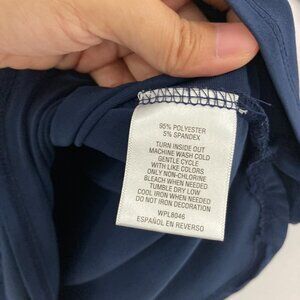 95% POLYESTER
5% SPANDEX
TURN INSIDE OUT
MACHINE WASH COLD
GENTLE CYCLE
WITH LIKE COLORS
ONLY NON-CHLORINE
BLEACH WHEN NEEDED
TUMBLE DRY LOW
COOL IRON WHEN NEEDED
DO NOT IRON DECORATION
WPL8046
ESPAÑOL EN REVERSO